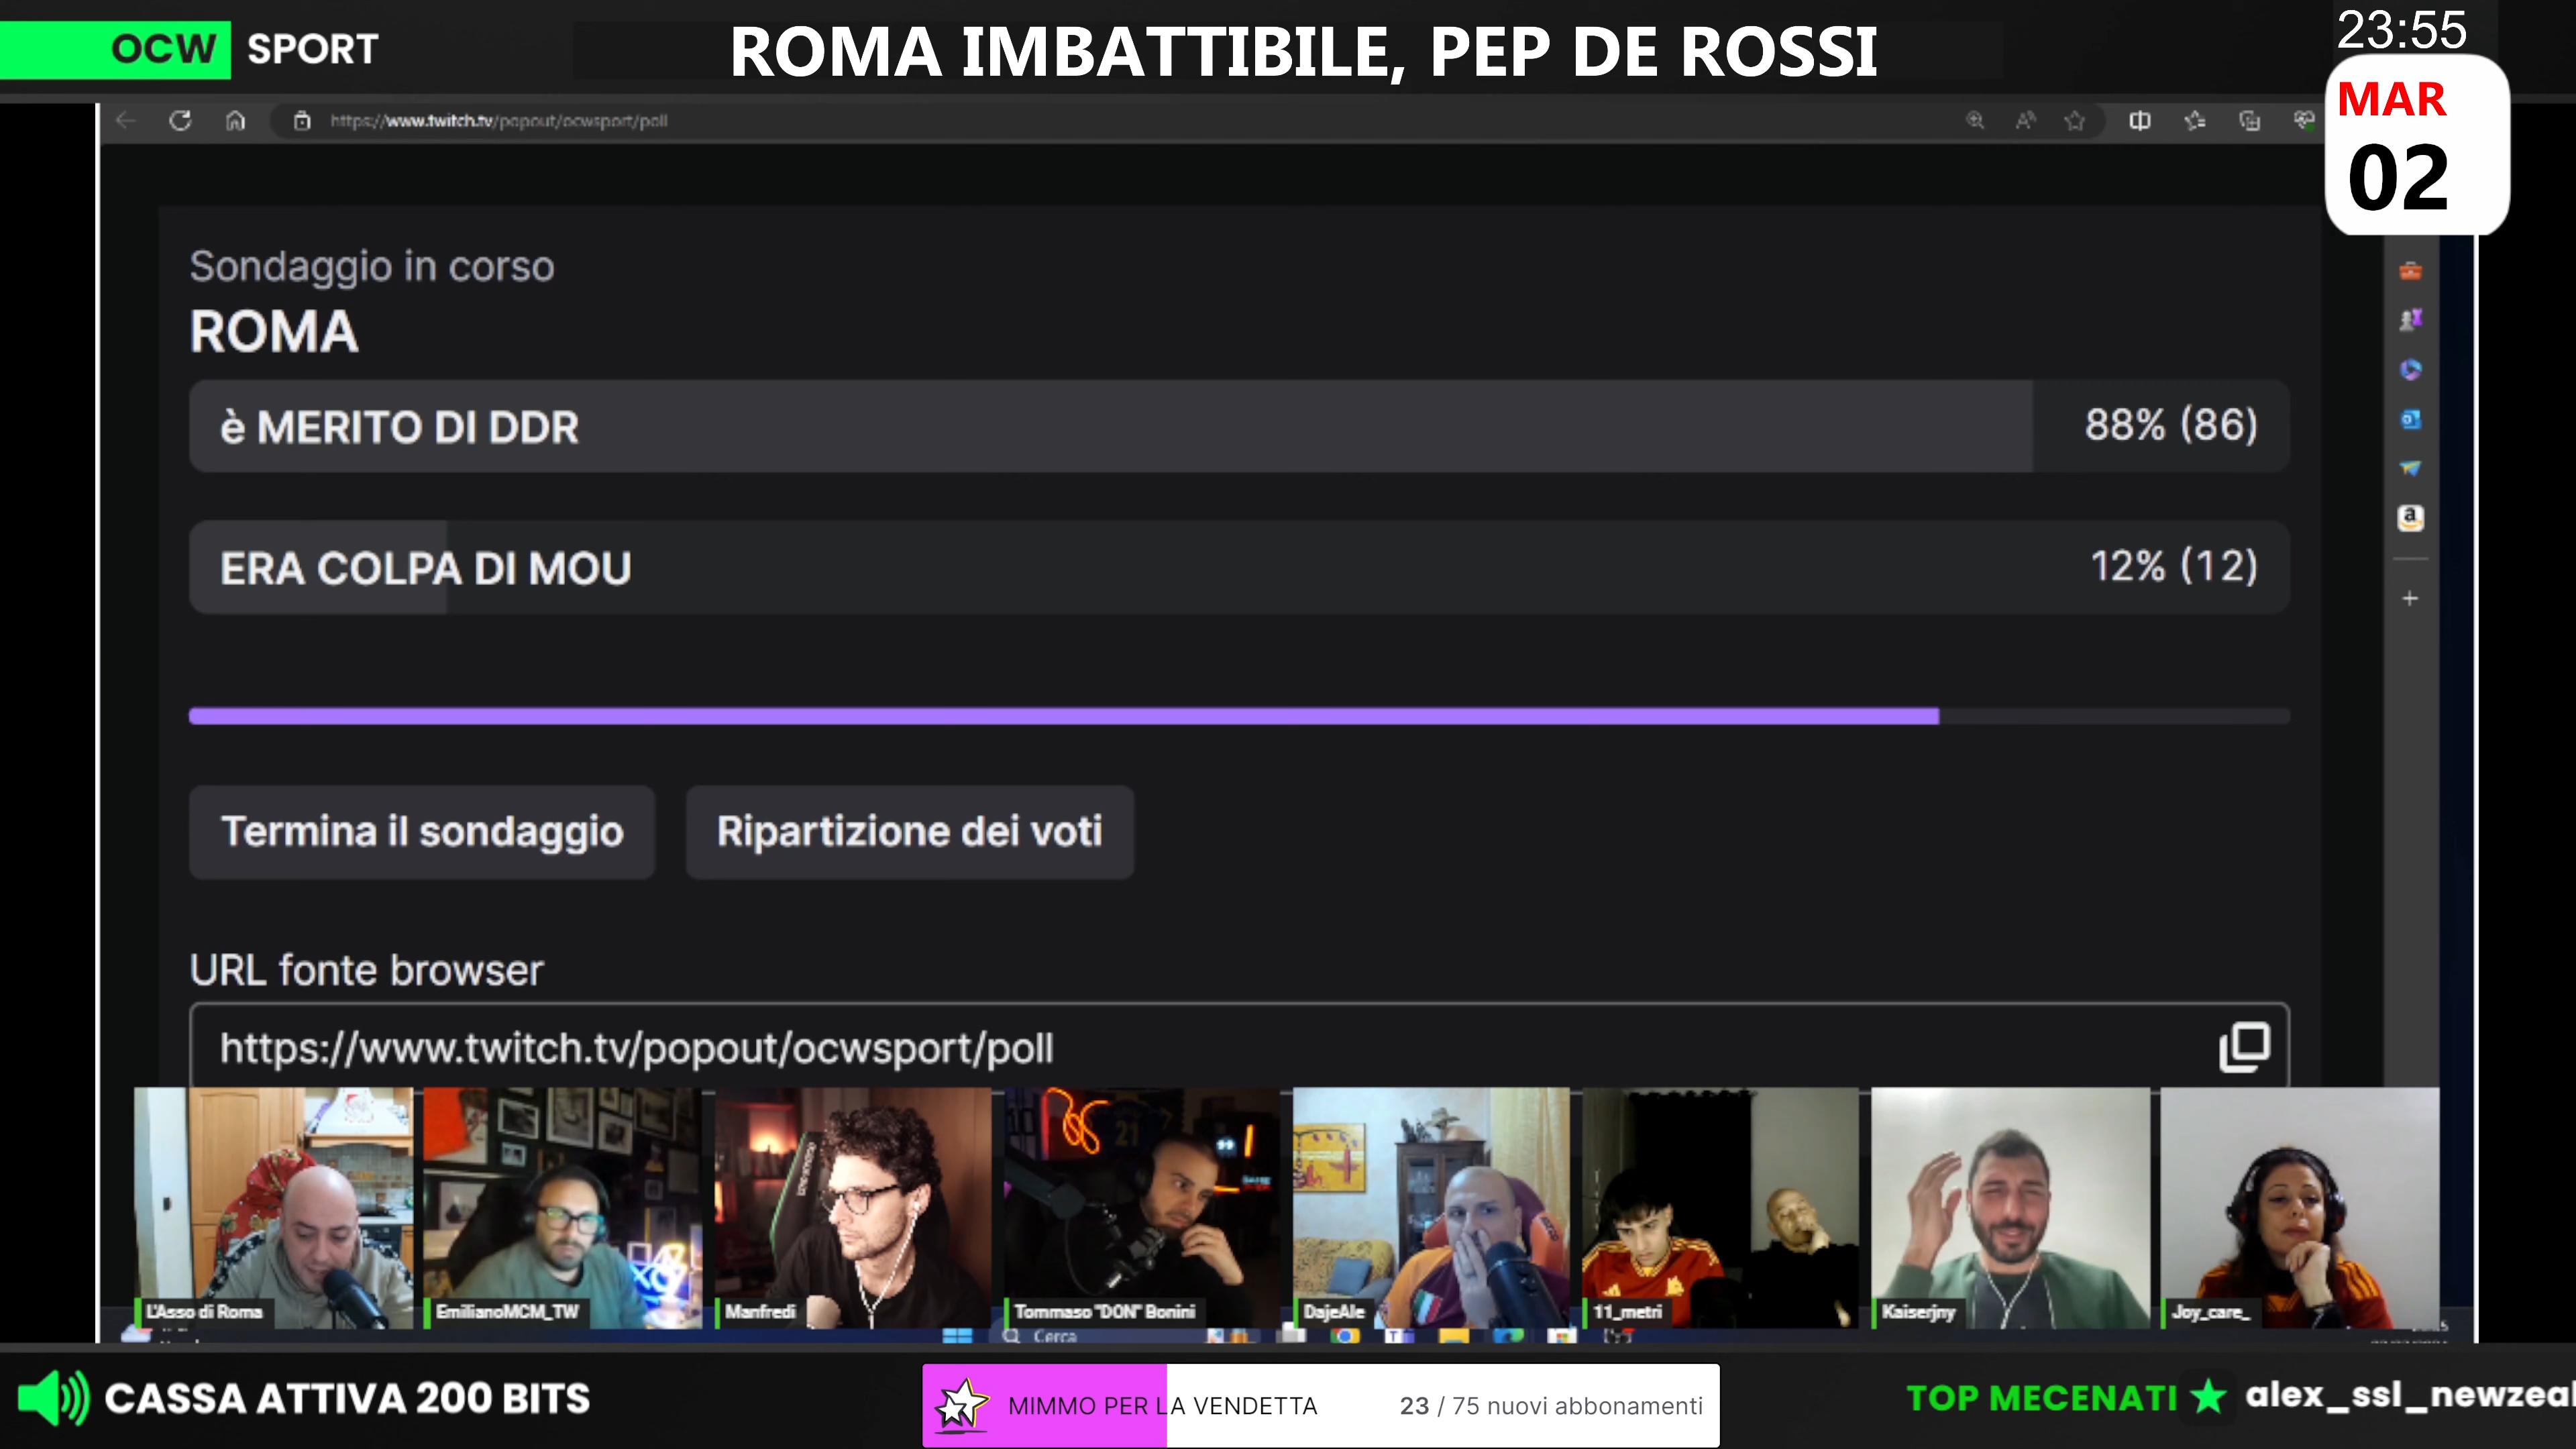 OCW SPORT
ROMA IMBATTIBILE, PEP DE ROSSI
23:55
MAR
02
https://www.twitch.tv/popout/ocwsport/poll
Sondaggio in corso
ROMA
è MERITO DI DDR
88% (86)
ERA COLPA DI MOU
12% (12)
Termina il sondaggio
Ripartizione dei voti
URL fonte browser
https://www.twitch.tv/popout/ocwsport/poll
21
L'Asso di Roma
EmilianoMCM_TW
Manfredi
Tommaso "DON" Bonini
DajeAle
11_metri
Kaiserjny
Joy_care_
Cerca
CASSA ATTIVA 200 BITS
MIMMO PER LA VENDETTA
23 / 75 nuovi abbonamenti
TOP MECENATI
alex_ssl_newzeal